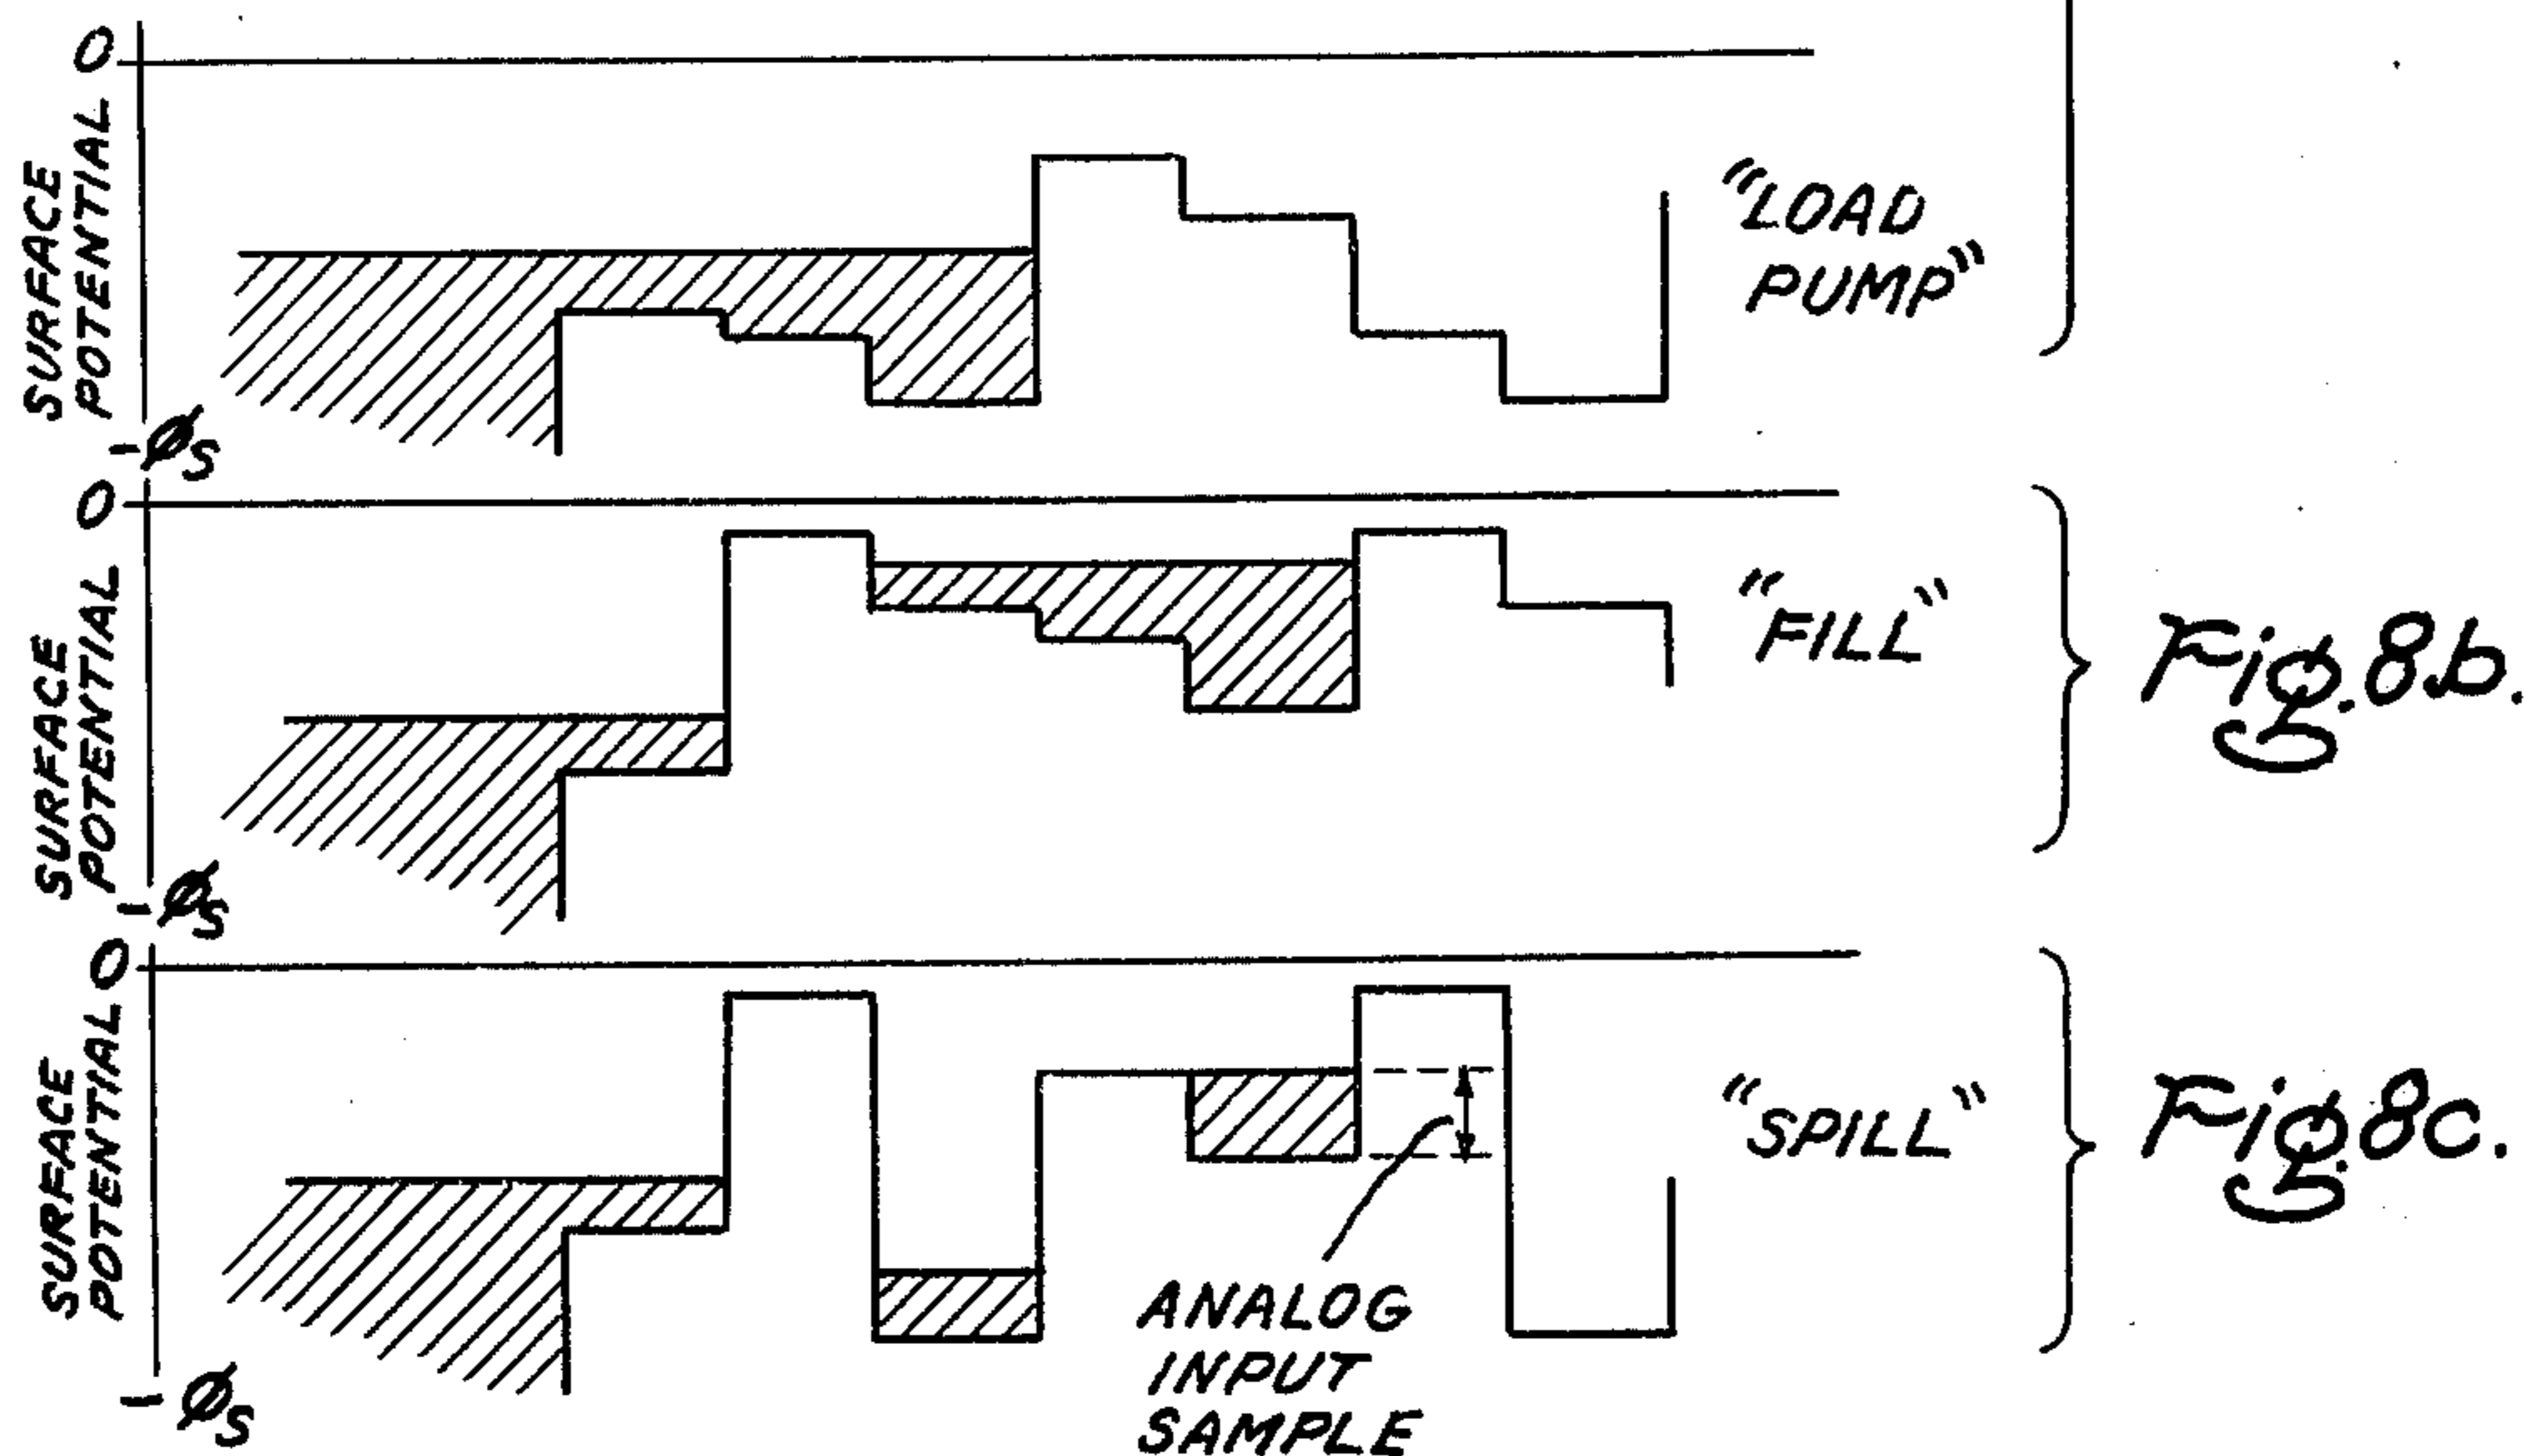 0
SURFACE
POTENTIAL
-φS
"LOAD
PUMP"
0
SURFACE
POTENTIAL
-φS
"FILL"
Fig. 8b.
0
SURFACE
POTENTIAL
-φS
"SPILL"
ANALOG
INPUT
SAMPLE
Fig. 8c.